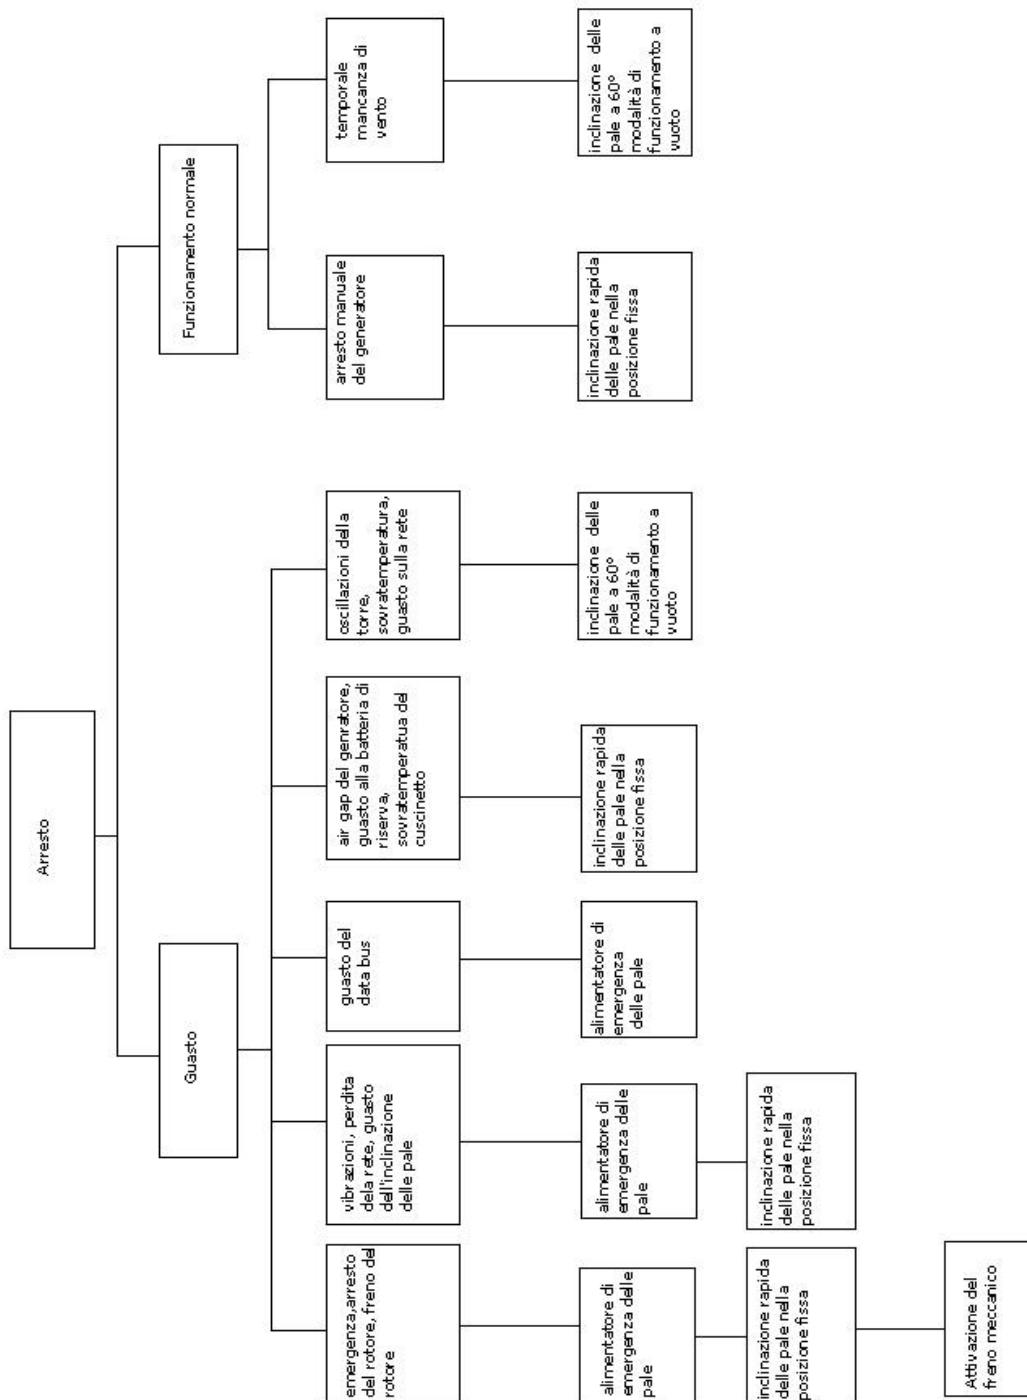 Arresto
Guasto
Funzionamento normale
emergenza,arresto
del rotore, freno del
rotore
vibrazioni, perdita
dela rete, guasto
dell'inclinazione
delle pale
guasto del
data bus
air gap del genratore,
guasto alla batteria di
riserva,
sovratemperatua del
cuscinetto
oscillazioni della
torre,
sovratemperatura,
guasto sulla rete
arresto manuale
del generatore
temporale
mancanza di
vento
alimentatore di
emergenza delle
pale
alimentatore di
emergenza delle
pale
alimentatore di
emergenza
delle pale
inclinazione rapida
delle pale nella
posizione fissa
inclinazione delle
pale a 60°
modalità di
funzionamento a
vuoto
inclinazione rapida
delle pale nella
posizione fissa
inclinazione delle
pale a 60°
modalità di
funzionamento a
vuoto
inclinazione rapida
delle pale nella
posizione fissa
inclinazione rapida
delle pale nella
posizione fissa
Attivazione del
freno meccanico